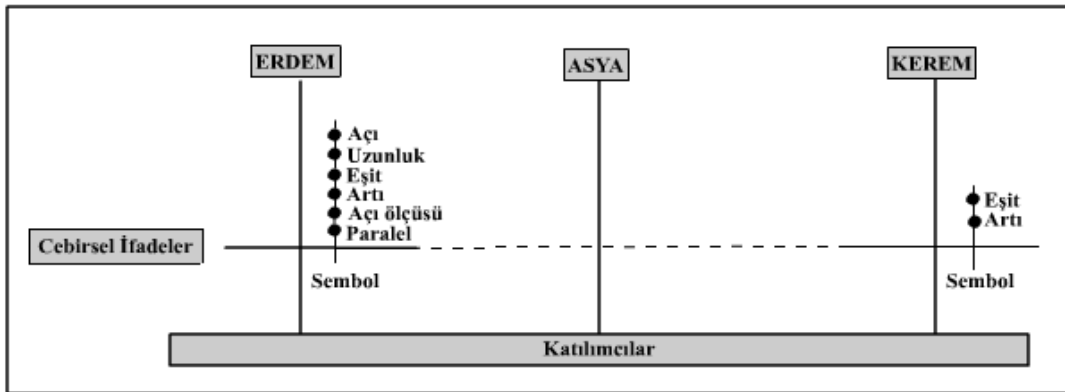 ERDEM
ASYA
KEREM
Açı
Uzunluk
Eşit
Artı
Açı ölçüsü
Paralel
Eşit
Artı
Cebirsel İfadeler
Sembol
Sembol
Katılımcılar